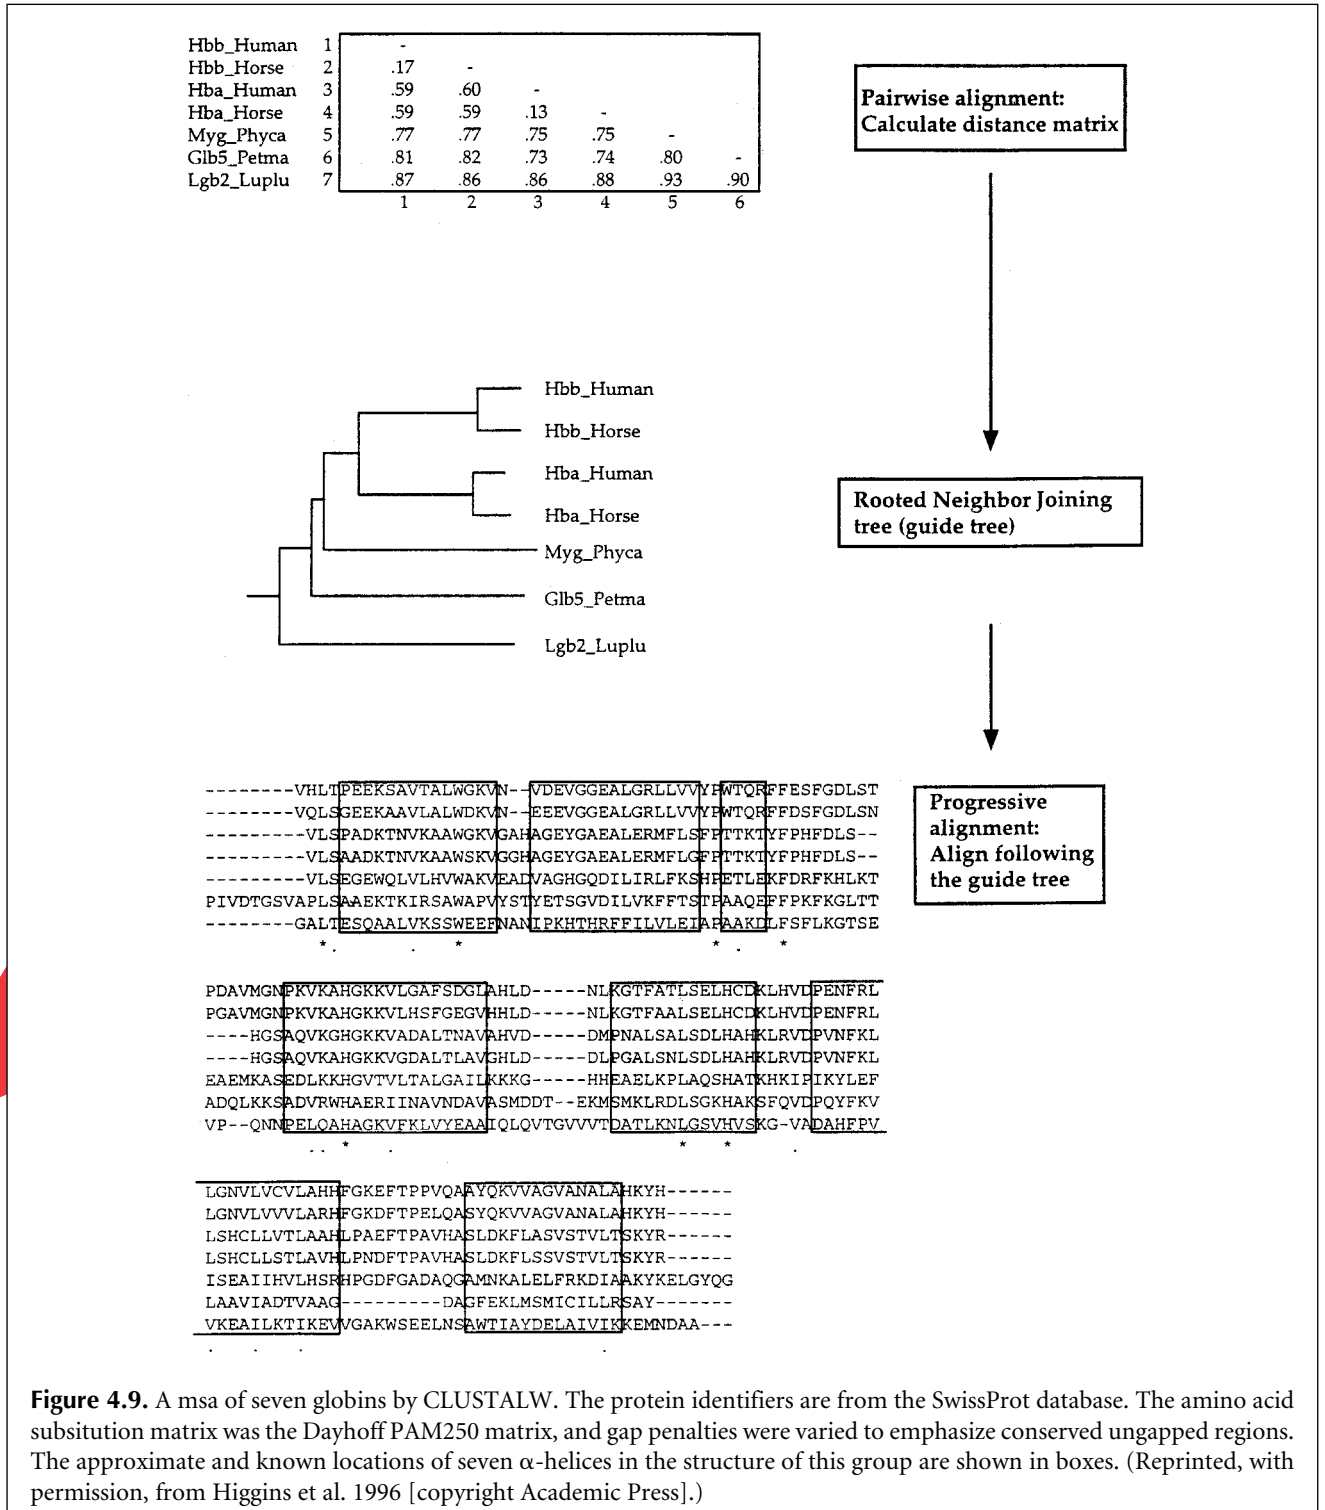 Hbb_Human 1 -
Hbb_Horse 2 .17 -
Hba_Human 3 .59 .60 -
Hba_Horse 4 .59 .59 .13 -
Myg_Phyca 5 .77 .77 .75 .75 -
Glb5_Petma 6 .81 .82 .73 .74 .80 -
Lgb2_Luplu 7 .87 .86 .86 .88 .93 .90
1 2 3 4 5 6
Pairwise alignment:
Calculate distance matrix
Hbb_Human
Hbb_Horse
Hba_Human
Hba_Horse
Myg_Phyca
Glb5_Petma
Lgb2_Luplu
Rooted Neighbor Joining
tree (guide tree)
--------VHLTPEEKSAVTALWGKVN--VDEVGGEALGRLLVVYPWTQRFFESFGDLST
--------VQLSGEEKAAVLALWDKVN--EEEVGGEALGRLLVVYPWTQRFFDSFGDLSN
---------VLSPADKTNVKAAWGKVGAHAGEYGAEALERMFLSFPTTKTYFPHFDLS--
---------VLSAADKTNVKAAWSKVGGHAGEYGAEALERMFLGFPTTKTYFPHFDLS--
---------VLSEGEWQLVLHVWAKVEADVAGHGQDILIRLFKSHPETLEKFDRFKHLKT
PIVDTGSVAPLSAAEKTKIRSAWAPVYSTYETSGVDILVKFFTSTPAAQEFFPKFKGLTT
--------GALTESQAALVKSSWEEFNANIPKHTHRFFILVLEIAPAAKDLFSFLKGTSE
* . . * * . *
Progressive
alignment:
Align following
the guide tree
PDAVMGNPKVKAHGKKVLGAFSDGLAHLD-----NLKGTFATLSELHCDKLHVDPENFRL
PGAVMGNPKVKAHGKKVLHSFGEGVHHLD-----NLKGTFAALSELHCDKLHVDPENFRL
----HGSAQVKGHGKKVADALTNAVAHVD-----DMPNALSALSDLHAHKLRVDPVNFKL
----HGSAQVKAHGKKVGDALTLAVGHLD-----DLPGALSNLSDLHAHKLRVDPVNFKL
EAEMKASEDLKKHGVTVLTALGAILKKKG-----HHEAELKPLAQSHATKHKIPIKYLEF
ADQLKKSADVRWHAERIINAVNDAVASMDDT--EKMSMKLRDLSGKHAKSFQVDPQYFKV
VP--QNNPELQAHAGKVFKLVYEAAIQLQVTGVVVTDATLKNLGSVHVSKG-VADAHFPV
.. * . * * .
LGNVLVCVLAHHFGKEFTPPVQAAYQKVVAGVANALAHKYH------
LGNVLVVVLARHFGKDFTPELQASYQKVVAGVANALAHKYH------
LSHCLLVTLAAHLPAEFTPAVHASLDKFLASVSTVLTSKYR------
LSHCLLSTLAVHLPNDFTPAVHASLDKFLSSVSTVLTSKYR------
ISEAIIHVLHSRHPGDFGADAQGAMNKALELFRKDIAAKYKELGYQG
LAAVIADTVAAG---------DAGFEKLMSMICILLRSAY-------
VKEAILKTIKEVVGAKWSEELNSAWTIAYDELAIVIKKEMNDAA---
. . . .
Figure 4.9. A msa of seven globins by CLUSTALW. The protein identifiers are from the SwissProt database. The amino acid
subsitution matrix was the Dayhoff PAM250 matrix, and gap penalties were varied to emphasize conserved ungapped regions.
The approximate and known locations of seven α-helices in the structure of this group are shown in boxes. (Reprinted, with
permission, from Higgins et al. 1996 [copyright Academic Press].)